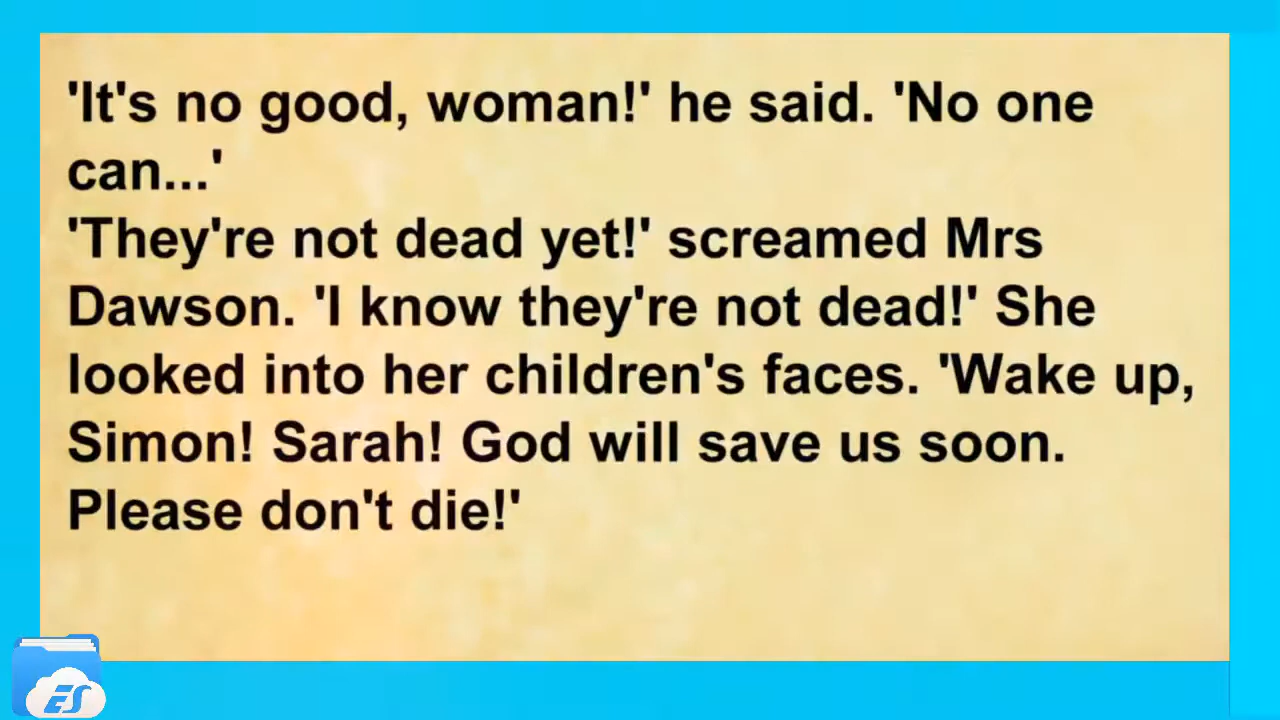 'It's no good, woman!' he said. 'No one
can...'
'They're not dead yet!' screamed Mrs
Dawson. 'I know they're not dead!' She
looked into her children's faces. 'Wake up,
Simon! Sarah! God will save us soon.
Please don't die!'
ES